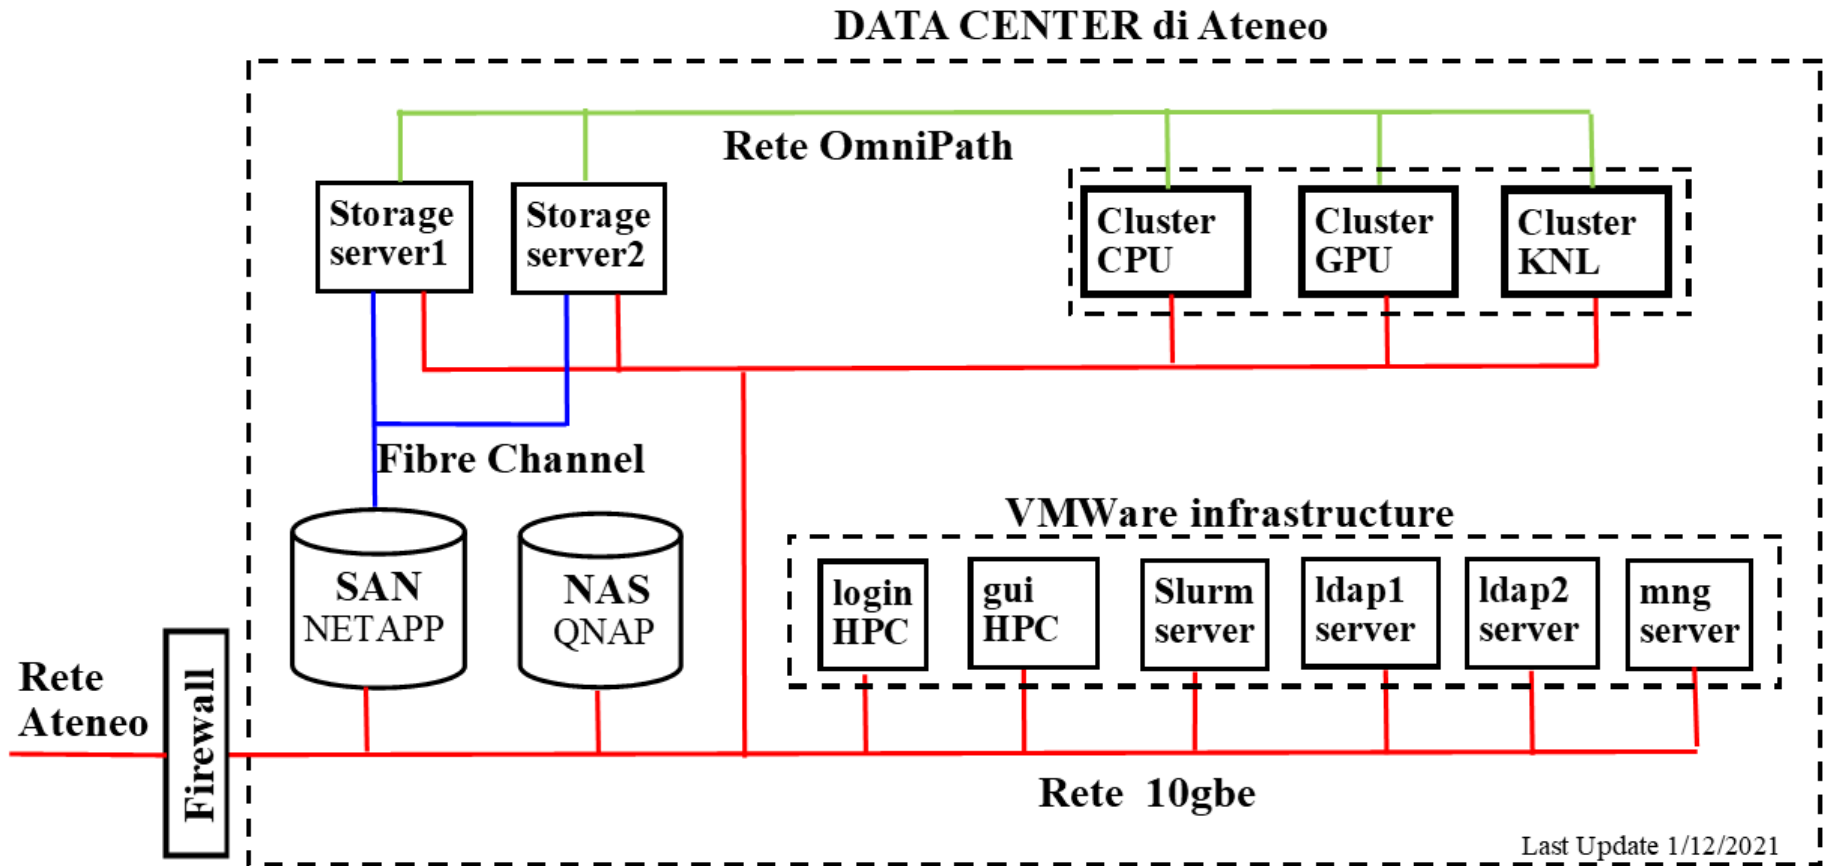 DATA CENTER di Ateneo
Rete OmniPath
Storage
server1
Storage
server2
Cluster
CPU
Cluster
GPU
Cluster
KNL
Fibre Channel
SAN
NETAPP
NAS
QNAP
VMWare infrastructure
login
HPC
gui
HPC
Slurm
server
ldap1
server
ldap2
server
mng
server
Rete
Ateneo
Firewall
Rete 10gbe
Last Update 1/12/2021